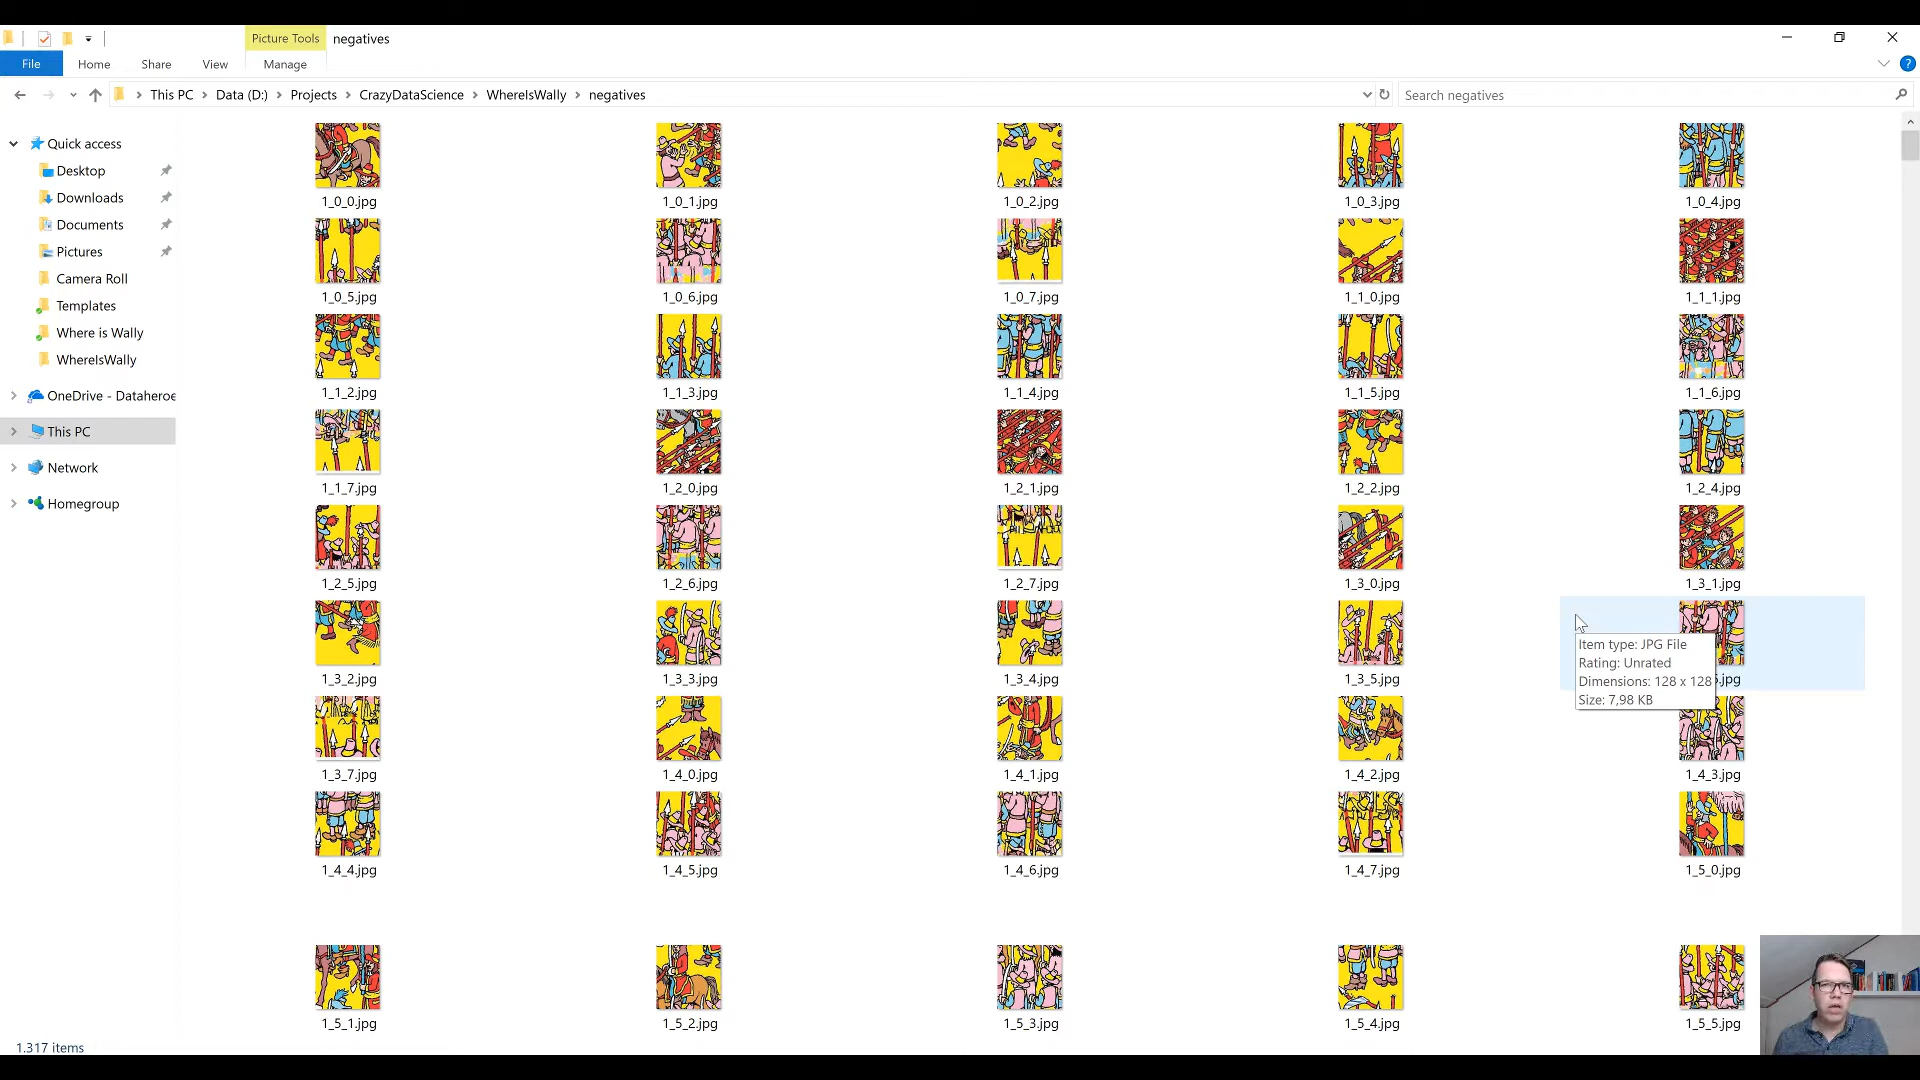 Picture Tools
negatives
File
Home
Share
View
Manage
This PC
Data (D:)
Projects
CrazyDataScience
WhereIsWally
negatives
Search negatives
Quick access
Desktop
Downloads
Documents
Pictures
Camera Roll
Templates
Where is Wally
WhereIsWally
OneDrive - Dataheroe
This PC
Network
Homegroup
1_0_0.jpg
1_0_1.jpg
1_0_2.jpg
1_0_3.jpg
1_0_4.jpg
1_0_5.jpg
1_0_6.jpg
1_0_7.jpg
1_1_0.jpg
1_1_1.jpg
1_1_2.jpg
1_1_3.jpg
1_1_4.jpg
1_1_5.jpg
1_1_6.jpg
1_1_7.jpg
1_2_0.jpg
1_2_1.jpg
1_2_2.jpg
1_2_4.jpg
1_2_5.jpg
1_2_6.jpg
1_2_7.jpg
1_3_0.jpg
1_3_1.jpg
1_3_2.jpg
1_3_3.jpg
1_3_4.jpg
1_3_5.jpg
Item type: JPG File
Rating: Unrated
Dimensions: 128 x 128
Size: 7,98 KB
1_3_7.jpg
1_4_0.jpg
1_4_1.jpg
1_4_2.jpg
1_4_3.jpg
1_4_4.jpg
1_4_5.jpg
1_4_6.jpg
1_4_7.jpg
1_5_0.jpg
1_5_1.jpg
1_5_2.jpg
1_5_3.jpg
1_5_4.jpg
1_5_5.jpg
1.317 items